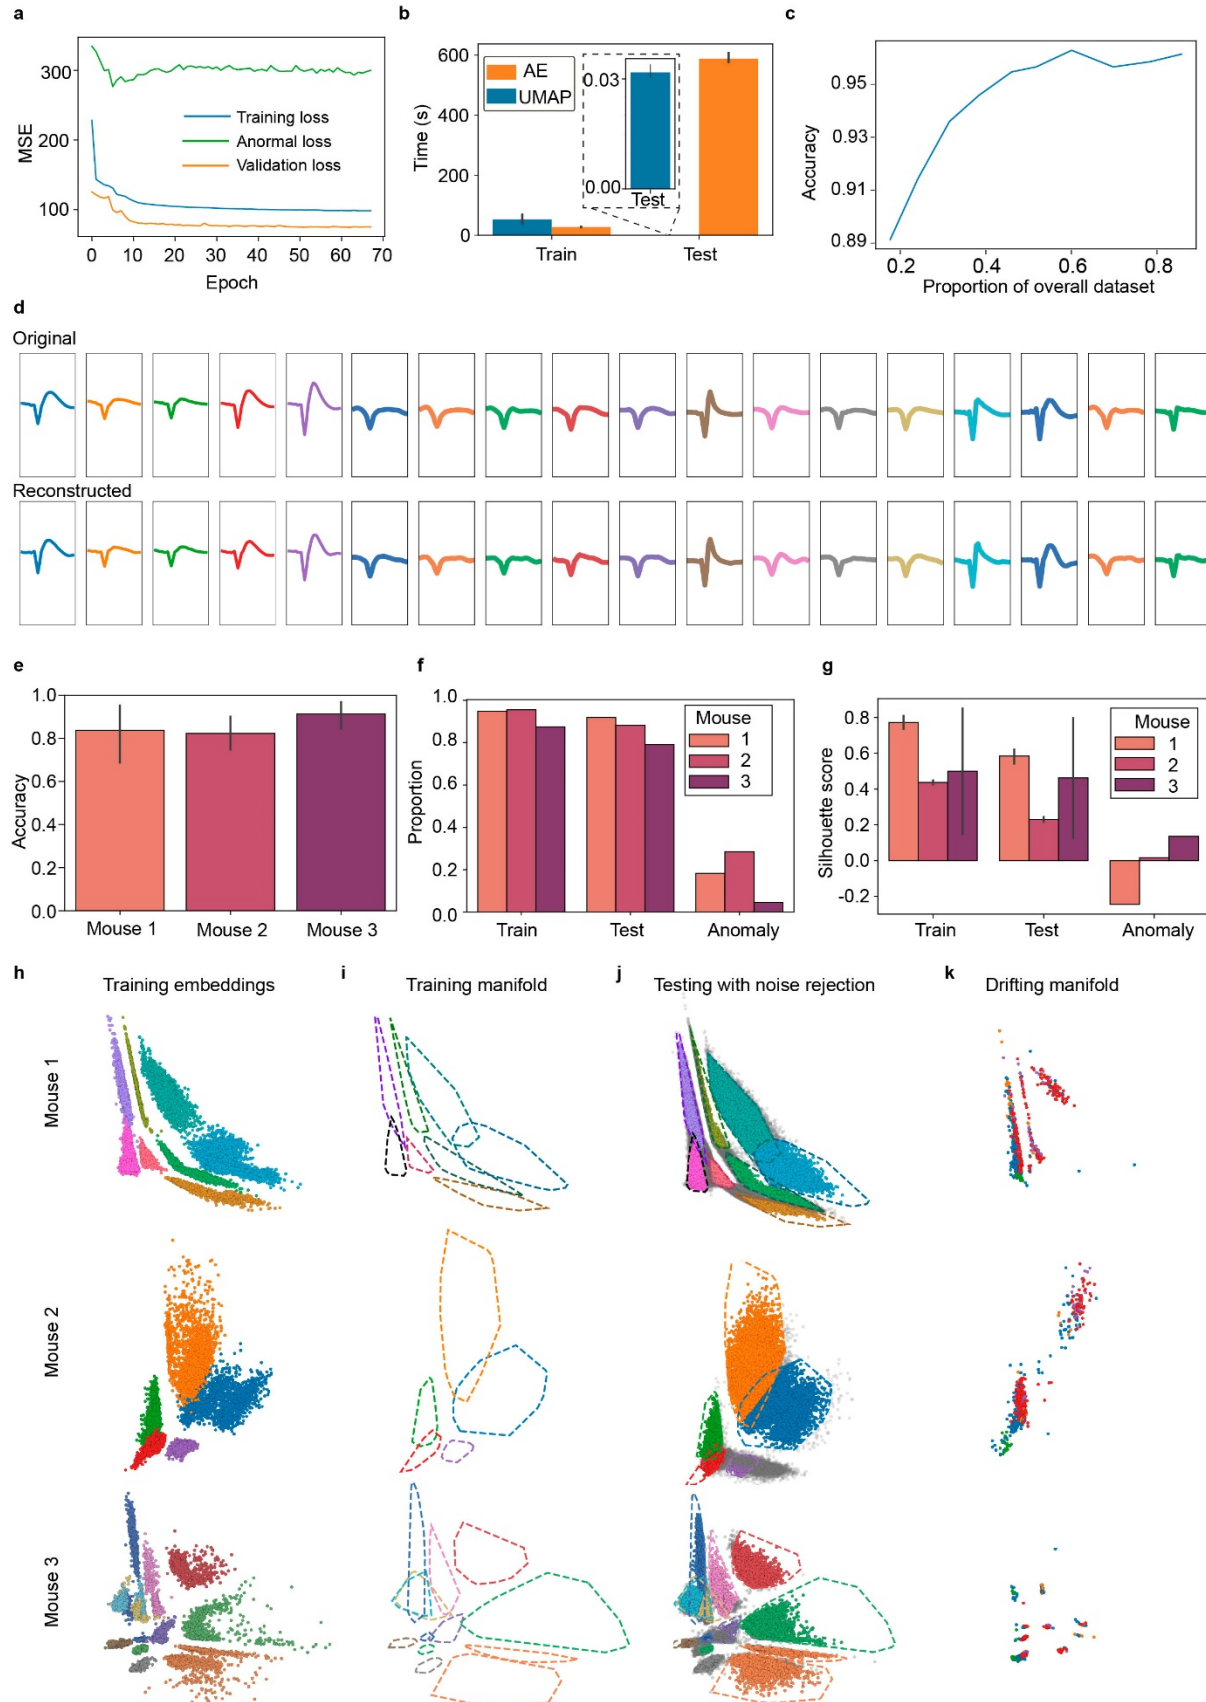 a
300
200
100
MSE
Training loss
Anormal loss
Validation loss
0 10 20 30 40 50 60 70
Epoch
b
600
400
200
0
Time (s)
AE
UMAP
0.03
0.00
Test
Train Test
c
0.95
0.93
0.91
0.89
Accuracy
0.2 0.4 0.6 0.8
Proportion of overall dataset
d
Original
Reconstructed
e
1.0
0.8
0.6
0.4
0.2
0.0
Accuracy
Mouse 1 Mouse 2 Mouse 3
f
1.0
0.8
0.6
0.4
0.2
0.0
Proportion
Mouse
1
2
3
Train Test Anomaly
g
0.8
0.6
0.4
0.2
0.0
-0.2
Silhouette score
Mouse
1
2
3
Train Test Anomaly
h Training embeddings
i Training manifold
j Testing with noise rejection
k Drifting manifold
Mouse 1
Mouse 2
Mouse 3